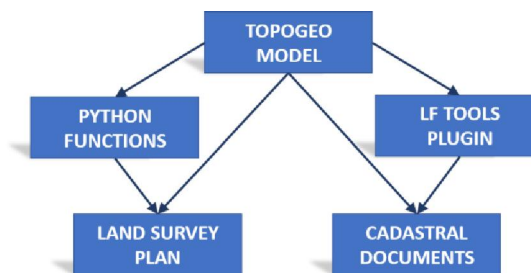 TOPOGEO
MODEL
PYTHON
FUNCTIONS
LF TOOLS
PLUGIN
LAND SURVEY
PLAN
CADASTRAL
DOCUMENTS